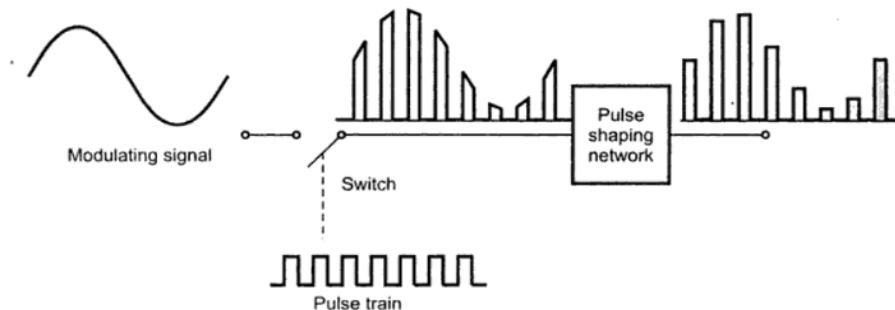 Modulating signal
Switch
Pulse train
Pulse
shaping
network